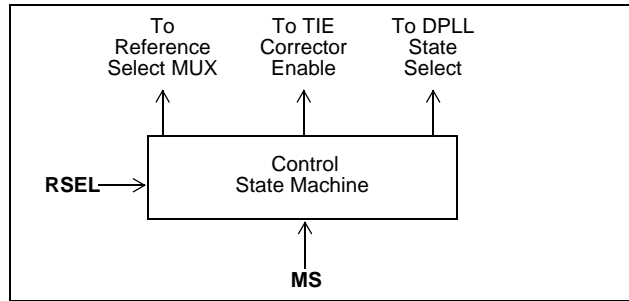 To
Reference
Select MUX
To TIE
Corrector
Enable
To DPLL
State
Select
RSEL
Control
State Machine
MS